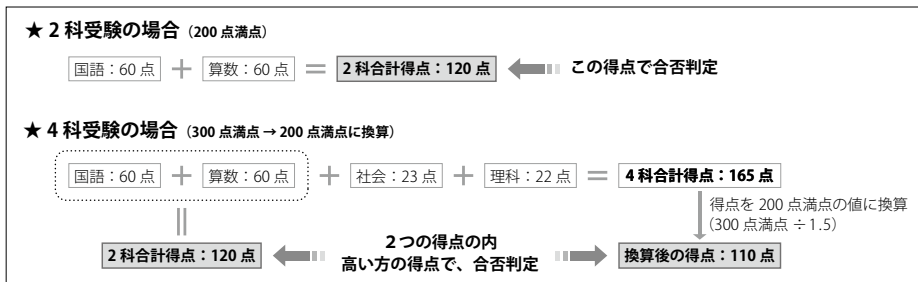 ★ 2 科受験の場合（200 点満点）
国語：60 点 ＋ 算数：60 点 ＝ 2 科合計得点：120 点 この得点で合否判定
★ 4 科受験の場合（300 点満点 → 200 点満点に換算）
国語：60 点 ＋ 算数：60 点 ＋ 社会：23 点 ＋ 理科：22 点 ＝ 4 科合計得点：165 点
得点を 200 点満点の値に換算
（300 点満点 ÷ 1.5）
＝
2 科合計得点：120 点
2つの得点の内
高い方の得点で、合否判定
換算後の得点：110 点